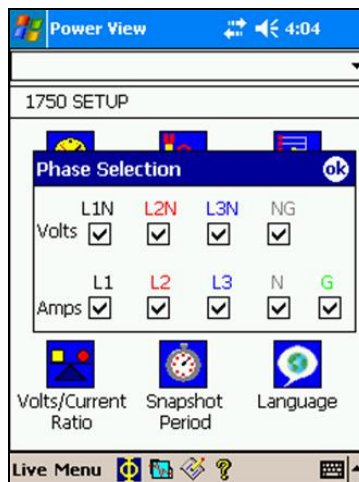 Power View 4:04
1750 SETUP
Phase Selection ok
L1N L2N L3N NG
Volts
L1 L2 L3 N G
Amps
Volts/Current Snapshot Language
Ratio Period
Live Menu